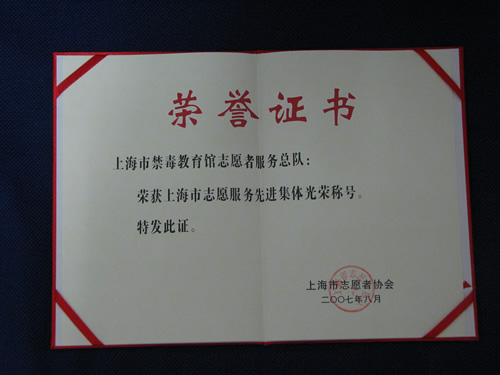 荣誉证书
上海市禁毒教育馆志愿者服务总队：
荣获上海市志愿服务先进集体光荣称号。
特发此证。
上海市志愿者协会
二〇〇七年八月